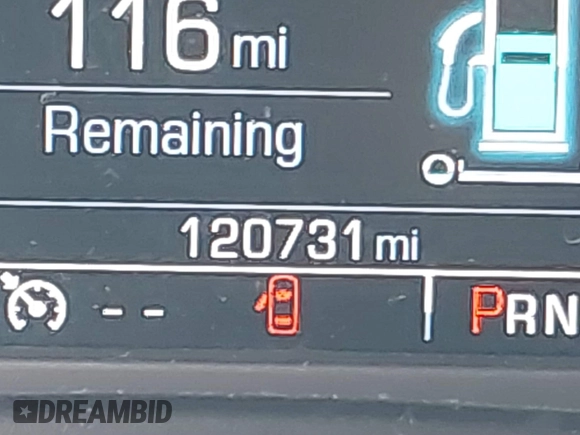 116 mi
Remaining
120731 mi
-- PRN
DREAMBID